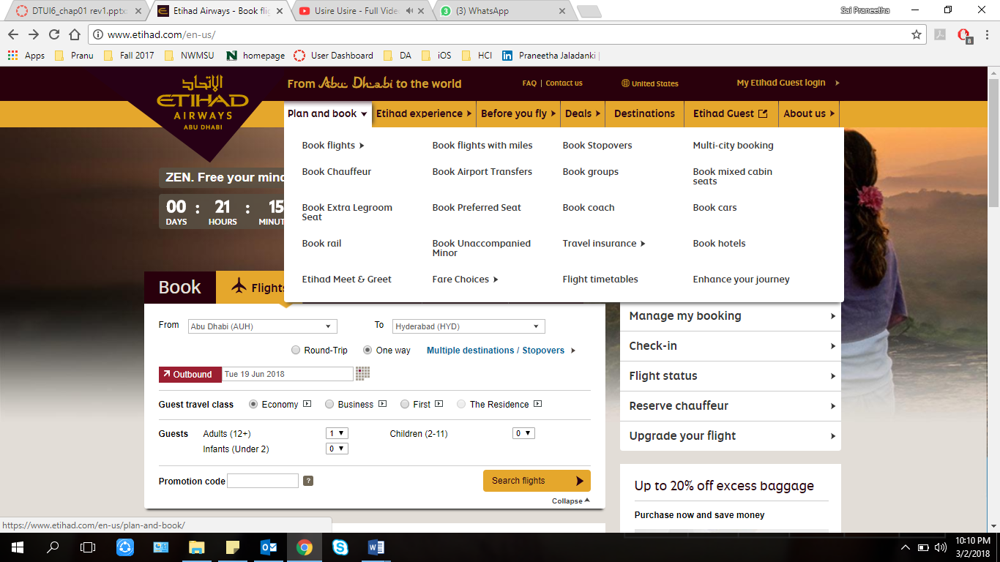 DTUI6_chap01 rev1.pptx
Etihad Airways - Book flig
Usire Usire - Full Vide
(3) WhatsApp
Sai Praneetha
www.etihad.com/en-us/
8
Apps
Pranu
Fall 2017
NWMSU
homepage
User Dashboard
DA
iOS
HCI
Praneetha Jaladanki |
الإتحاد
ETIHAD
AIRWAYS
ABU DHABI
From Abu Dhabi to the world
FAQ | Contact us
United States
My Etihad Guest login
Plan and book
Etihad experience
Before you fly
Deals
Destinations
Etihad Guest
About us
Book flights
Book flights with miles
Book Stopovers
Multi-city booking
Book Chauffeur
Book Airport Transfers
Book groups
Book mixed cabin
seats
Book Extra Legroom
Seat
Book Preferred Seat
Book coach
Book cars
Book rail
Book Unaccompanied
Minor
Travel insurance
Book hotels
Etihad Meet & Greet
Fare Choices
Flight timetables
Enhance your journey
ZEN. Free your mind
00 : 21 : 15
DAYS HOURS MINUT
Book
Flights
From
Abu Dhabi (AUH)
To
Hyderabad (HYD)
Round-Trip
One way
Multiple destinations / Stopovers
Outbound
Tue 19 Jun 2018
Guest travel class
Economy
Business
First
The Residence
Guests
Adults (12+)
1
Children (2-11)
0
Infants (Under 2)
0
Promotion code
?
Search flights
Collapse
Manage my booking
Check-in
Flight status
Reserve chauffeur
Upgrade your flight
Up to 20% off excess baggage
Purchase now and save money
https://www.etihad.com/en-us/plan-and-book/
10:10 PM
3/2/2018